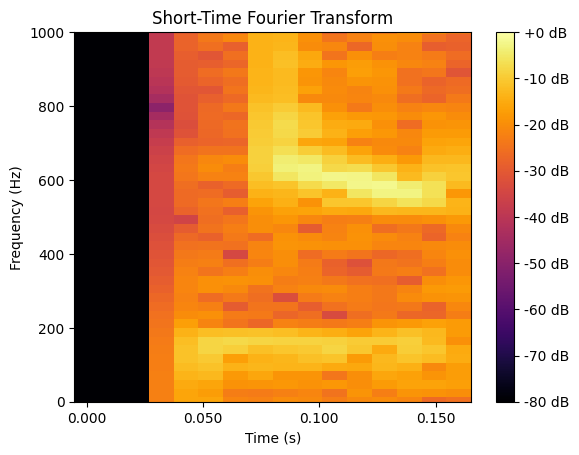 Short-Time Fourier Transform
1000
800
600
400
200
0
Frequency (Hz)
0.000
0.050
0.100
0.150
Time (s)
+0 dB
-10 dB
-20 dB
-30 dB
-40 dB
-50 dB
-60 dB
-70 dB
-80 dB